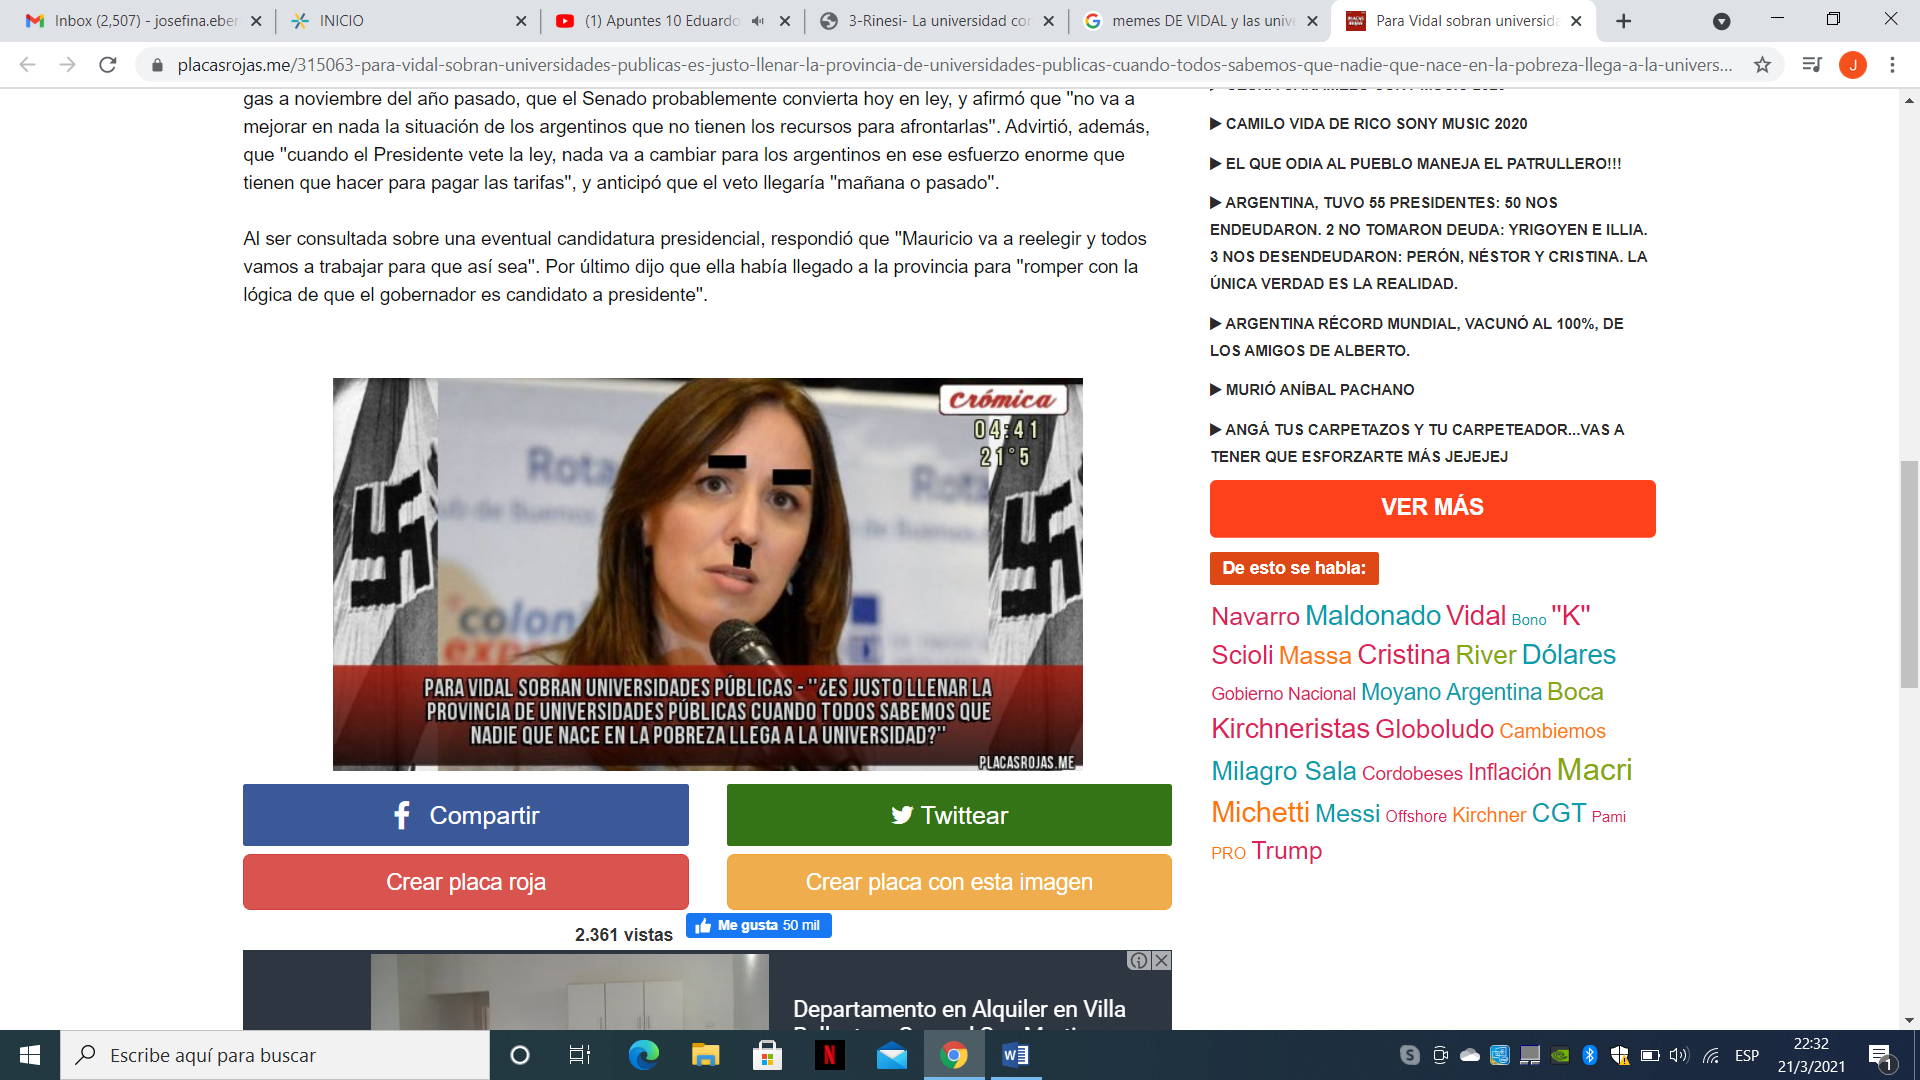 Inbox (2,507) - josefina.eber
INICIO
(1) Apuntes 10 Eduardo
3-Rinesi- La universidad cor
memes DE VIDAL y las unive
Para Vidal sobran universida
placasrojas.me/315063-para-vidal-sobran-universidades-publicas-es-justo-llenar-la-provincia-de-universidades-publicas-cuando-todos-sabemos-que-nadie-que-nace-en-la-pobreza-llega-a-la-univers...
J
gas a noviembre del año pasado, que el Senado probablemente convierta hoy en ley, y afirmó que "no va a
mejorar en nada la situación de los argentinos que no tienen los recursos para afrontarlas". Advirtió, además,
que "cuando el Presidente vete la ley, nada va a cambiar para los argentinos en ese esfuerzo enorme que
tienen que hacer para pagar las tarifas", y anticipó que el veto llegaría "mañana o pasado".
Al ser consultada sobre una eventual candidatura presidencial, respondió que "Mauricio va a reelegir y todos
vamos a trabajar para que así sea". Por último dijo que ella había llegado a la provincia para "romper con la
lógica de que el gobernador es candidato a presidente".
Crómica
04:41
21°5
Rota
Rota
ub de Buenos
colon
exp
PARA VIDAL SOBRAN UNIVERSIDADES PÚBLICAS - "¿ES JUSTO LLENAR LA
PROVINCIA DE UNIVERSIDADES PÚBLICAS CUANDO TODOS SABEMOS QUE
NADIE QUE NACE EN LA POBREZA LLEGA A LA UNIVERSIDAD?"
PLACASROJAS.ME
Compartir
Twittear
Crear placa roja
Crear placa con esta imagen
2.361 vistas
Me gusta 50 mil
Departamento en Alquiler en Villa
▶ CAMILO VIDA DE RICO SONY MUSIC 2020
▶ EL QUE ODIA AL PUEBLO MANEJA EL PATRULLERO!!!
▶ ARGENTINA, TUVO 55 PRESIDENTES: 50 NOS
ENDEUDARON. 2 NO TOMARON DEUDA: YRIGOYEN E ILLIA.
3 NOS DESENDEUDARON: PERÓN, NÉSTOR Y CRISTINA. LA
ÚNICA VERDAD ES LA REALIDAD.
▶ ARGENTINA RÉCORD MUNDIAL, VACUNÓ AL 100%, DE
LOS AMIGOS DE ALBERTO.
▶ MURIÓ ANÍBAL PACHANO
▶ ANGÁ TUS CARPETAZOS Y TU CARPETEADOR...VAS A
TENER QUE ESFORZARTE MÁS JEJEJEJ
VER MÁS
De esto se habla:
Navarro Maldonado Vidal Bono "K"
Scioli Massa Cristina River Dólares
Gobierno Nacional Moyano Argentina Boca
Kirchneristas Globoludo Cambiemos
Milagro Sala Cordobeses Inflación Macri
Michetti Messi Offshore Kirchner CGT Pami
PRO Trump
Escribe aquí para buscar
ESP
22:32
21/3/2021
1